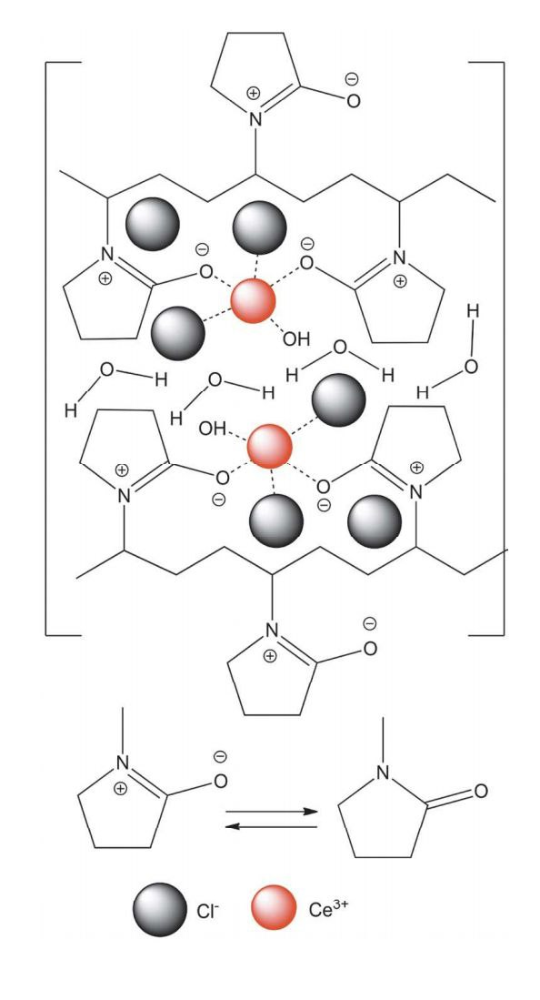 ⊖
⊕ O
N
N ⊖ ⊖ N
⊕ O O ⊕
OH H
O H O H O H H O
H H H
OH
⊕ ⊕
N O O N
⊖ ⊖
N ⊖
⊕ O
N ⊖ N
⊕ O O
Cl⁻ Ce³⁺